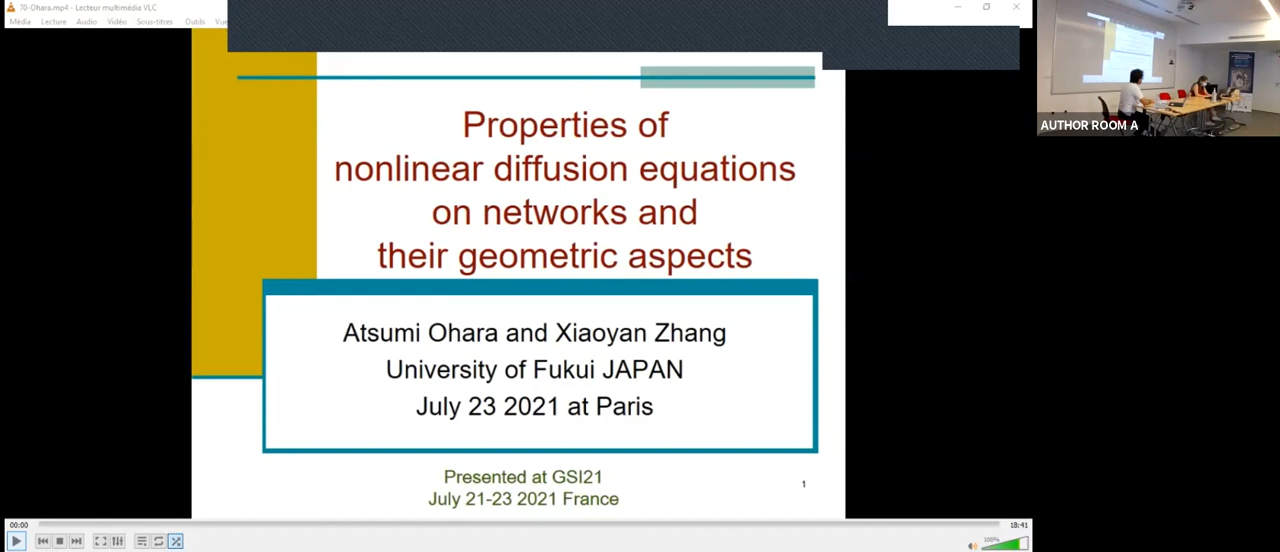 70-Ohara.mp4 - Lecteur multimédia VLC
Média Lecture Audio Vidéo Sous-titres Outils Vue
Properties of
nonlinear diffusion equations
on networks and
their geometric aspects
Atsumi Ohara and Xiaoyan Zhang
University of Fukui JAPAN
July 23 2021 at Paris
Presented at GSI21
July 21-23 2021 France
1
AUTHOR ROOM A
00:00
18:41
100%